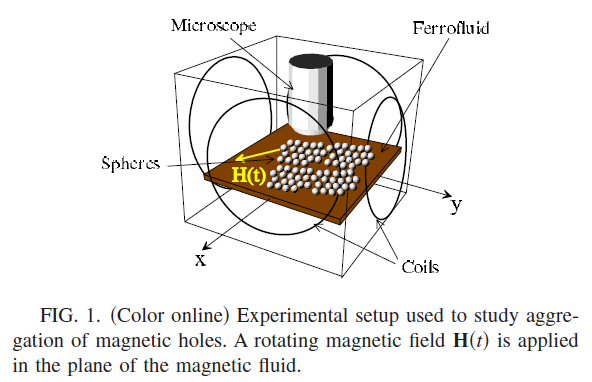 Microscope
Ferrofluid
Spheres
H(t)
y
x
Coils
FIG. 1. (Color online) Experimental setup used to study aggre-
gation of magnetic holes. A rotating magnetic field H(t) is applied
in the plane of the magnetic fluid.